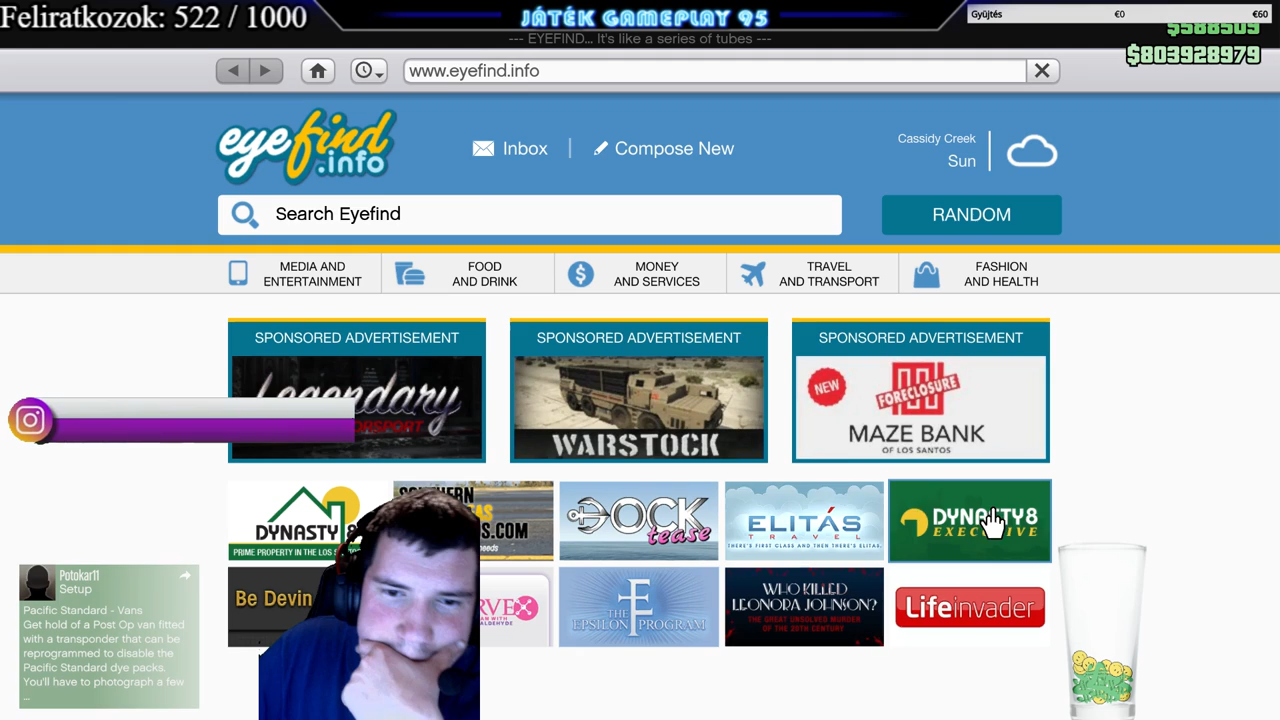 Feliratkozok: 522 / 1000
JÁTÉK GAMEPLAY 95
Gyüjtés €0 €60
--- EYEFIND... It's like a series of tubes ---
$588509
$803928979
www.eyefind.info
eyefind.info
Inbox | Compose New
Cassidy Creek
Sun
Search Eyefind
RANDOM
MEDIA AND ENTERTAINMENT
FOOD AND DRINK
MONEY AND SERVICES
TRAVEL AND TRANSPORT
FASHION AND HEALTH
SPONSORED ADVERTISEMENT
SPONSORED ADVERTISEMENT
SPONSORED ADVERTISEMENT
Legendary
WARSTOCK
NEW
FORECLOSURE
MAZE BANK
OF LOS SANTOS
DYNASTY 8
PRIME PROPERTY IN THE LOS
DOCK
tease
ELITÁS
TRAVEL
THERE'S FIRST CLASS AND THEN THERE'S ELITAS.
DYNASTY8
EXECUTIVE
Be Devin
THE
EPSILON PROGRAM
WHO KILLED
LEONORA JOHNSON?
THE GREAT UNSOLVED MURDER
OF THE 20TH CENTURY
Lifeinvader
Potokar11
Setup
Pacific Standard - Vans
Get hold of a Post Op van fitted
with a transponder that can be
reprogrammed to disable the
Pacific Standard dye packs.
You'll have to photograph a few
...